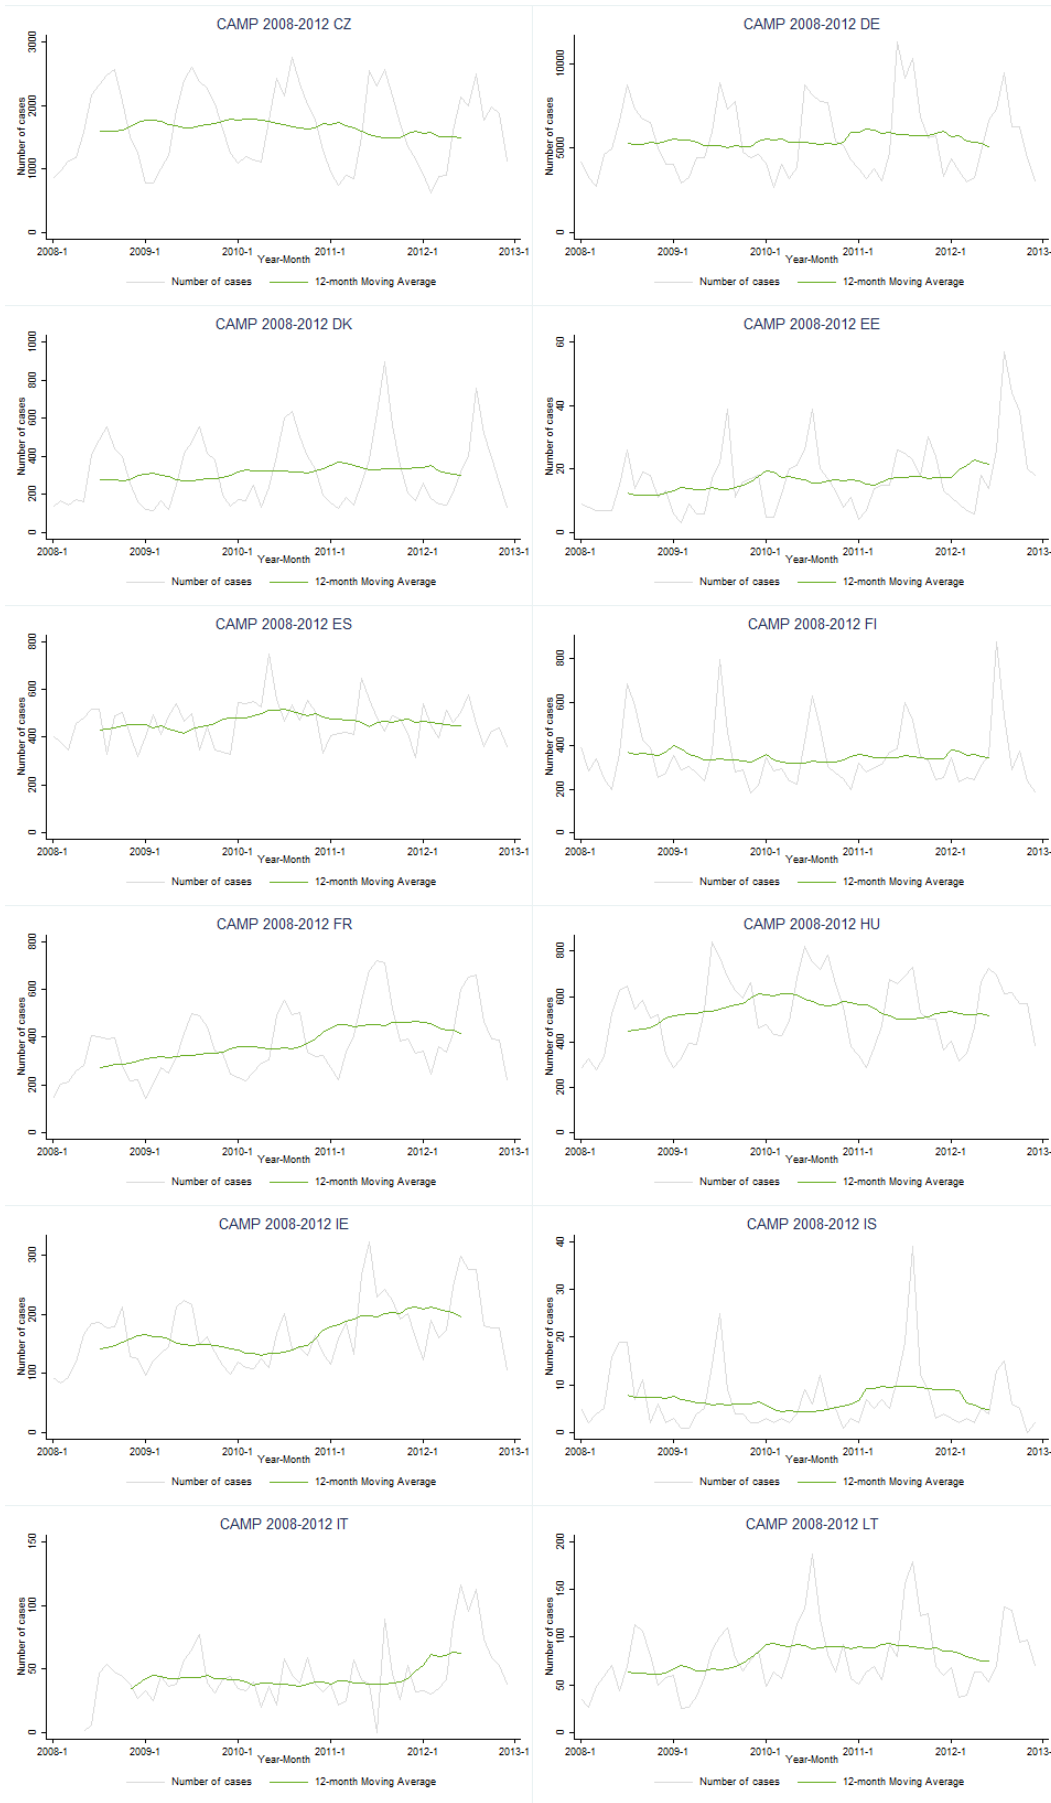 CAMP 2008-2012 CZ
Number of cases
0
1000
2000
3000
2008-1
2009-1
2010-1
2011-1
2012-1
2013-1
Year-Month
Number of cases
12-month Moving Average
CAMP 2008-2012 DE
Number of cases
0
5000
10000
2008-1
2009-1
2010-1
2011-1
2012-1
2013-
Year-Month
Number of cases
12-month Moving Average
CAMP 2008-2012 DK
Number of cases
0
200
400
600
800
1000
2008-1
2009-1
2010-1
2011-1
2012-1
2013-1
Year-Month
Number of cases
12-month Moving Average
CAMP 2008-2012 EE
Number of cases
0
20
40
60
2008-1
2009-1
2010-1
2011-1
2012-1
2013-
Year-Month
Number of cases
12-month Moving Average
CAMP 2008-2012 ES
Number of cases
0
200
400
600
800
2008-1
2009-1
2010-1
2011-1
2012-1
2013-1
Year-Month
Number of cases
12-month Moving Average
CAMP 2008-2012 FI
Number of cases
0
200
400
600
800
2008-1
2009-1
2010-1
2011-1
2012-1
2013-
Year-Month
Number of cases
12-month Moving Average
CAMP 2008-2012 FR
Number of cases
0
200
400
600
800
2008-1
2009-1
2010-1
2011-1
2012-1
2013-1
Year-Month
Number of cases
12-month Moving Average
CAMP 2008-2012 HU
Number of cases
0
200
400
600
800
2008-1
2009-1
2010-1
2011-1
2012-1
2013-
Year-Month
Number of cases
12-month Moving Average
CAMP 2008-2012 IE
Number of cases
0
100
200
300
2008-1
2009-1
2010-1
2011-1
2012-1
2013-1
Year-Month
Number of cases
12-month Moving Average
CAMP 2008-2012 IS
Number of cases
0
10
20
30
40
2008-1
2009-1
2010-1
2011-1
2012-1
2013-
Year-Month
Number of cases
12-month Moving Average
CAMP 2008-2012 IT
Number of cases
0
50
100
150
2008-1
2009-1
2010-1
2011-1
2012-1
2013-1
Year-Month
Number of cases
12-month Moving Average
CAMP 2008-2012 LT
Number of cases
0
50
100
150
200
2008-1
2009-1
2010-1
2011-1
2012-1
2013-
Year-Month
Number of cases
12-month Moving Average